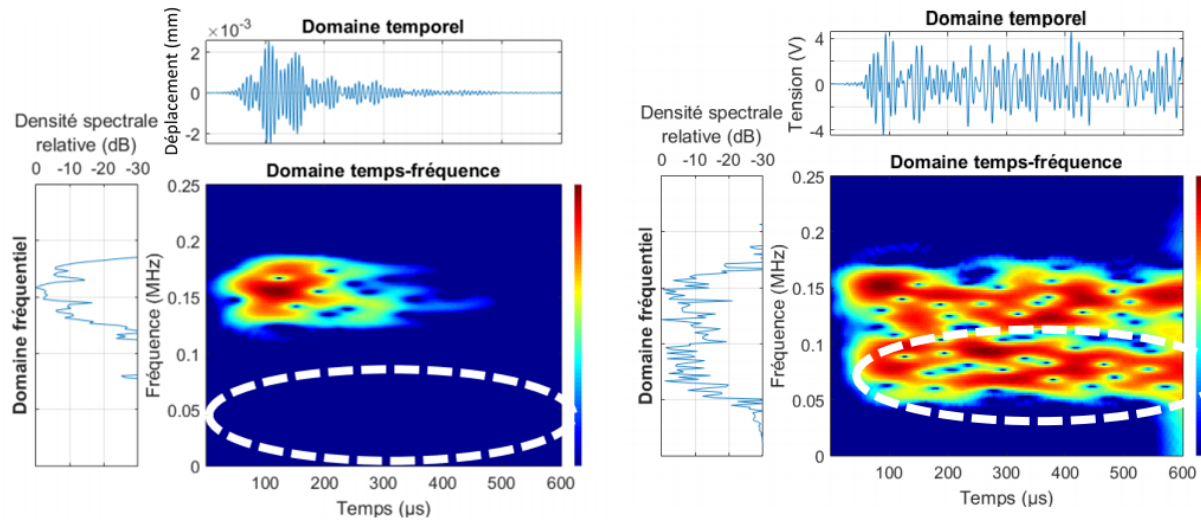 Domaine temporel
×10⁻³
Déplacement (mm)
2
0
-2
Densité spectrale
relative (dB)
0 -10 -20 -30
Domaine temps-fréquence
Domaine fréquentiel
Fréquence (MHz)
0.25
0.2
0.15
0.1
0.05
0
100 200 300 400 500 600
Temps (µs)
Domaine temporel
Tension (V)
4
0
-4
Densité spectrale
relative (dB)
0 -10 -20 -30
Domaine temps-fréquence
Domaine fréquentiel
Fréquence (MHz)
0.25
0.2
0.15
0.1
0.05
0
100 200 300 400 500 600
Temps (µs)